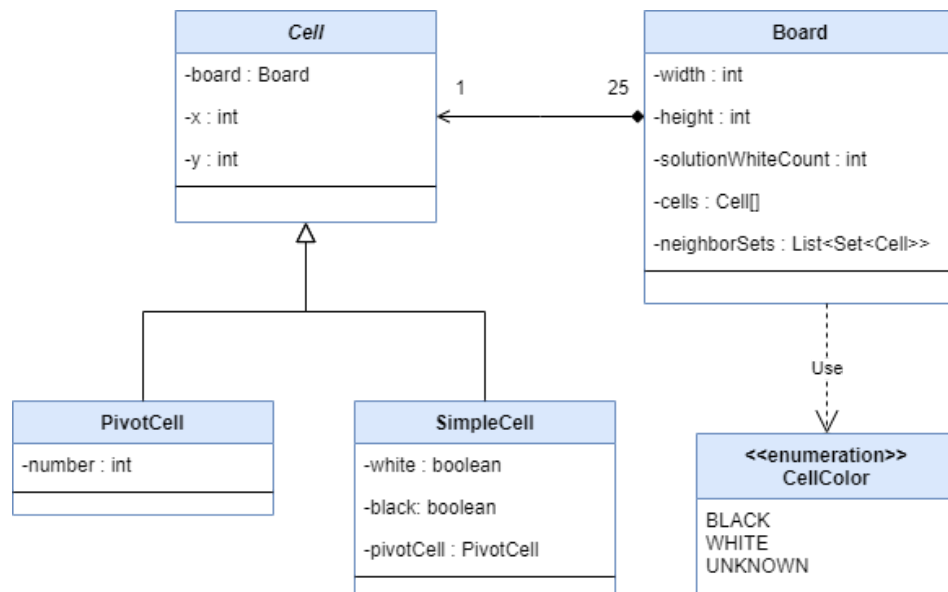 Cell
-board : Board
-x : int
-y : int
1
25
Board
-width : int
-height : int
-solutionWhiteCount : int
-cells : Cell[]
-neighborSets : List<Set<Cell>>
Use
PivotCell
-number : int
SimpleCell
-white : boolean
-black: boolean
-pivotCell : PivotCell
<<enumeration>>
CellColor
BLACK
WHITE
UNKNOWN